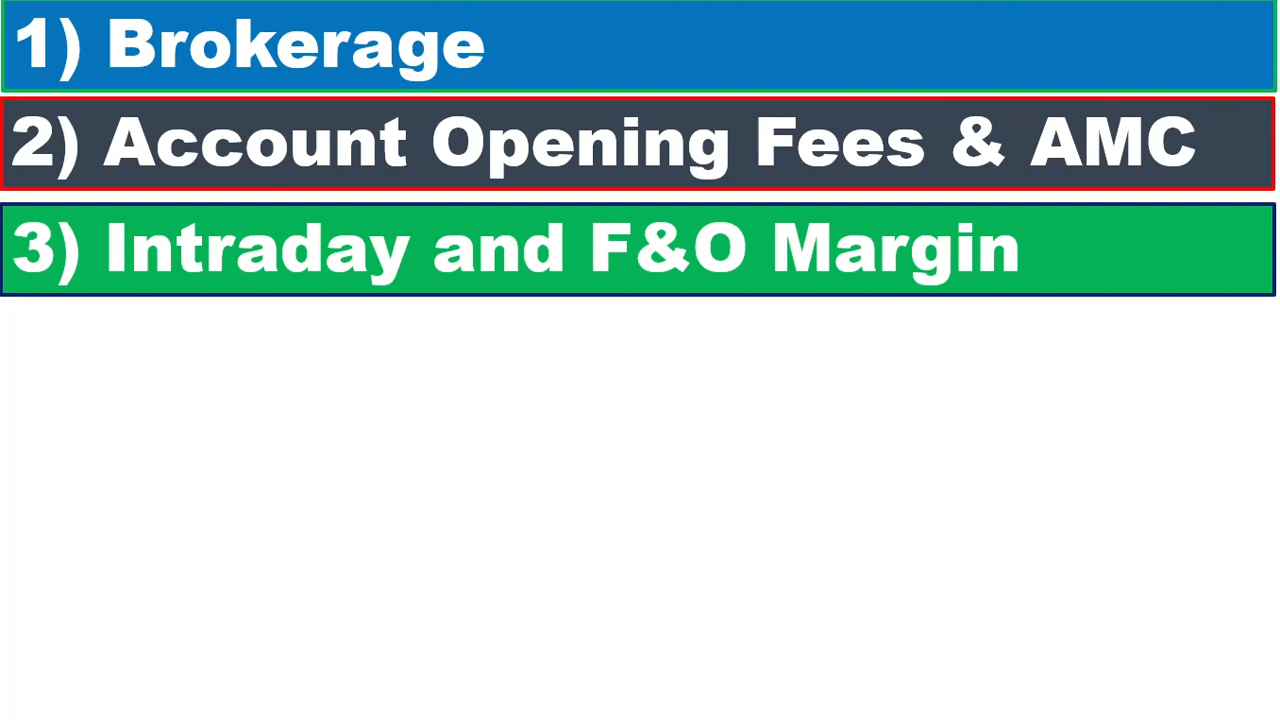 1) Brokerage
2) Account Opening Fees & AMC
3) Intraday and F&O Margin